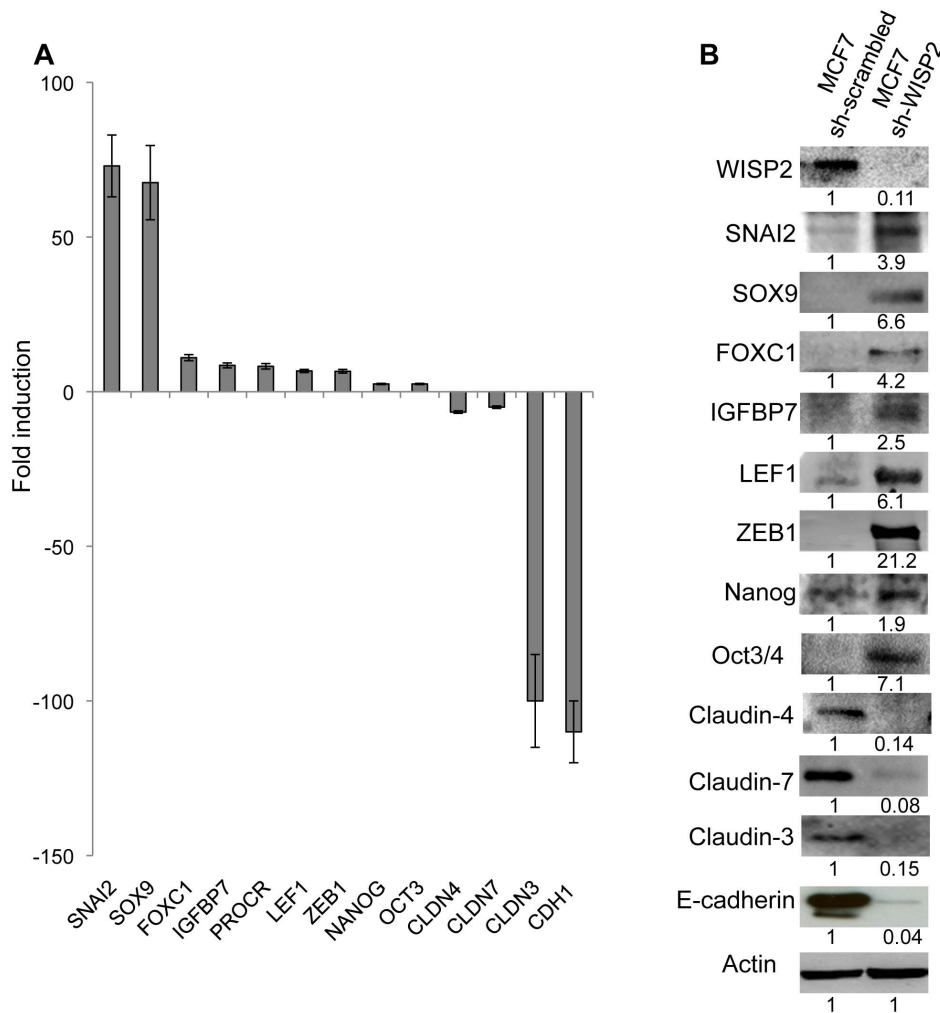 A
100
50
0
-50
-100
-150
Fold induction
SNAI2
SOX9
FOXC1
IGFBP7
PROCR
LEF1
ZEB1
NANOG
OCT3
CLDN4
CLDN7
CLDN3
CDH1
B
MCF7
sh-scrambled
MCF7
sh-WISP2
WISP2
1 0.11
SNAI2
1 3.9
SOX9
1 6.6
FOXC1
1 4.2
IGFBP7
1 2.5
LEF1
1 6.1
ZEB1
1 21.2
Nanog
1 1.9
Oct3/4
1 7.1
Claudin-4
1 0.14
Claudin-7
1 0.08
Claudin-3
1 0.15
E-cadherin
1 0.04
Actin
1 1